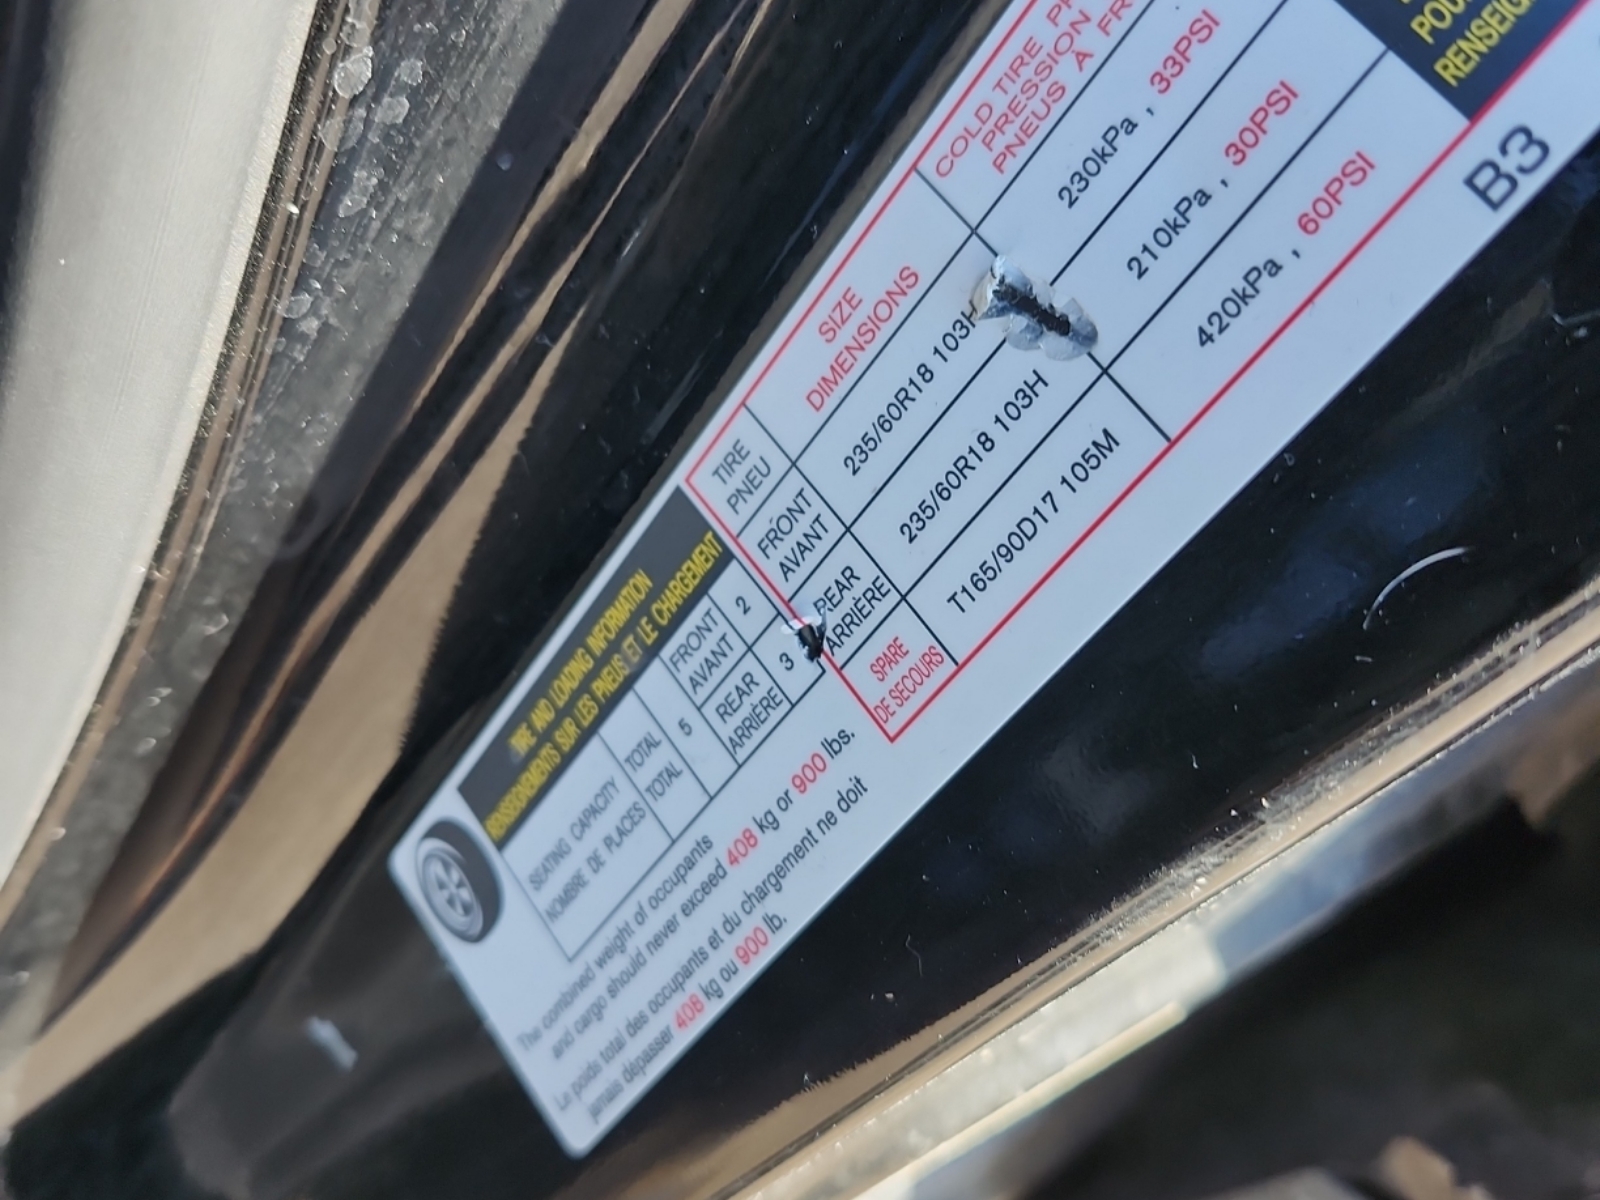 TIRE AND LOADING INFORMATION
RENSEIGNEMENTS SUR LES PNEUS ET LE CHARGEMENT
SEATING CAPACITY
NOMBRE DE PLACES
TOTAL
TOTAL
5
FRONT
AVANT
2
REAR
ARRIÈRE
3
The combined weight of occupants
and cargo should never exceed 408 kg or 900 lbs.
Le poids total des occupants et du chargement ne doit
jamais dépasser 408 kg ou 900 lb.
TIRE
PNEU
SIZE
DIMENSIONS
COLD TIRE
PRESSION
PNEUS À
FRONT
AVANT
235/60R18 103H
230kPa , 33PSI
REAR
ARRIÈRE
235/60R18 103H
210kPa , 30PSI
SPARE
DE SECOURS
T165/90D17 105M
420kPa , 60PSI
B3